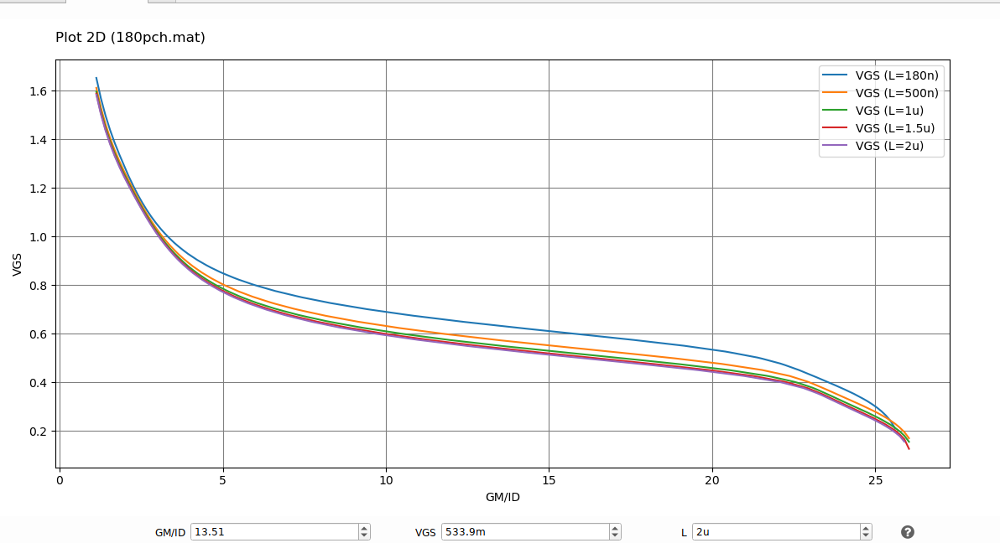 Plot 2D (180pch.mat)
VGS (L=180n)
VGS (L=500n)
VGS (L=1u)
VGS (L=1.5u)
VGS (L=2u)
1.6
1.4
1.2
1.0
0.8
0.6
0.4
0.2
VGS
0 5 10 15 20 25
GM/ID
GM/ID 13.51 VGS 533.9m L 2u ?